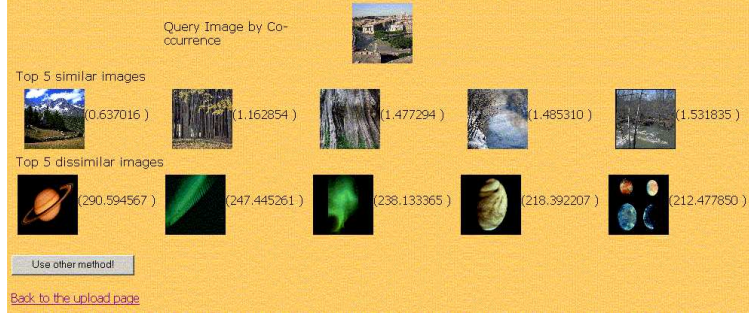 Query Image by Co-
ccurrence
Top 5 similar images
(0.637016 ) (1.162854 ) (1.477294 ) (1.485310 ) (1.531835 )
Top 5 dissimilar images
(290.594567 ) (247.445261 ) (238.133365 ) (218.392207 ) (212.477850 )
Use other method!
Back to the upload page